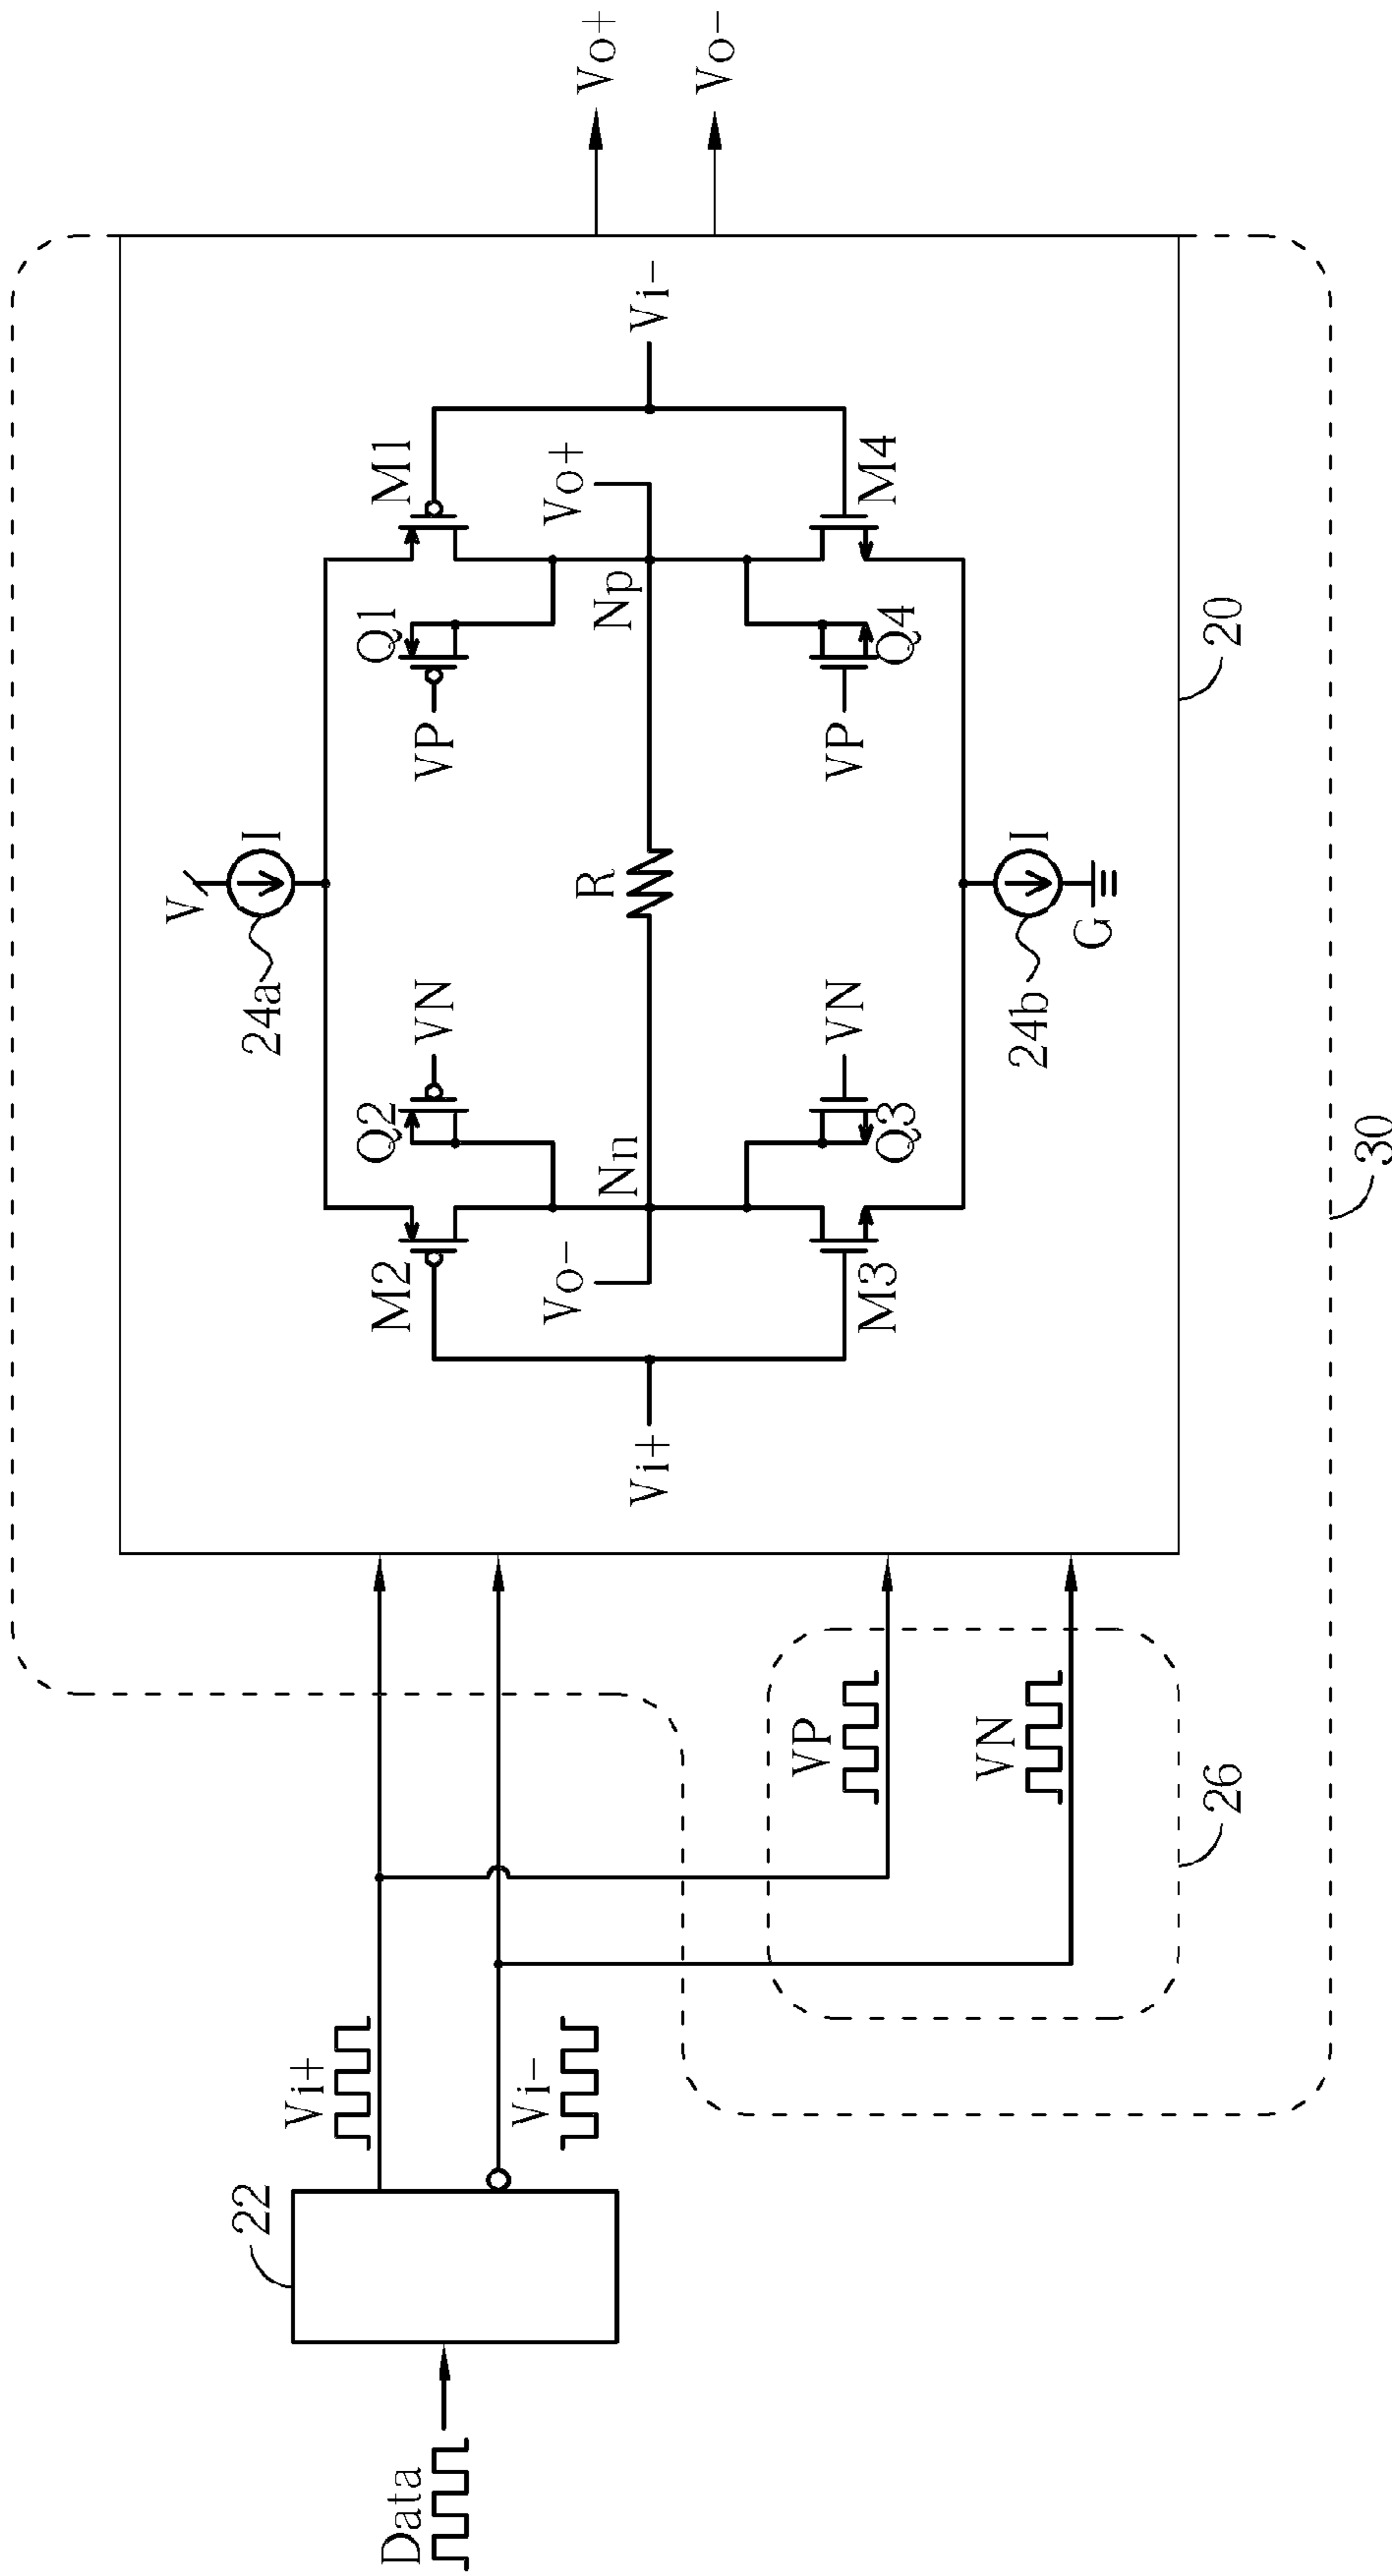 Data
22
Vi+
Vi−
VP
VN
26
30
20
V
24a
I
M2
Q2
VN
VP
Q1
M1
Vi+
Vo−
Nn
R
Np
Vo+
Vi−
M3
Q3
VN
VP
Q4
M4
24b
I
G
Vo+
Vo−